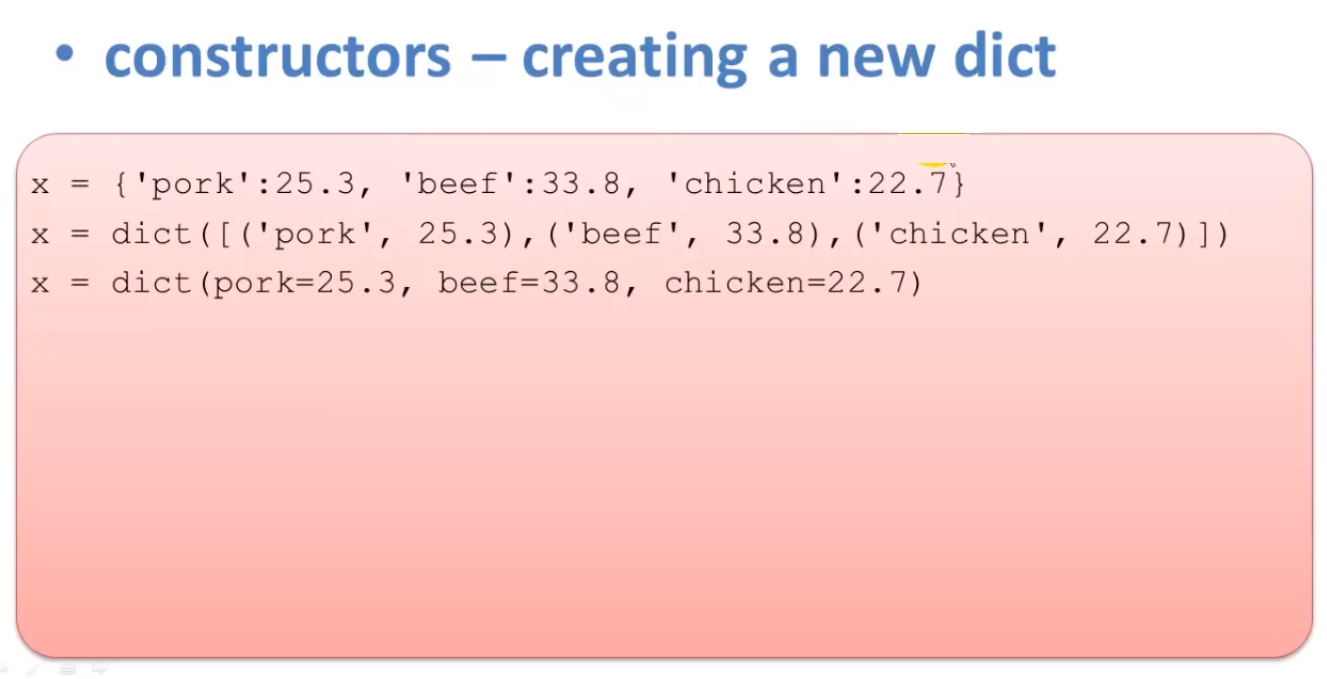 • constructors – creating a new dict
x = {'pork':25.3, 'beef':33.8, 'chicken':22.7}
x = dict([('pork', 25.3),('beef', 33.8),('chicken', 22.7)])
x = dict(pork=25.3, beef=33.8, chicken=22.7)